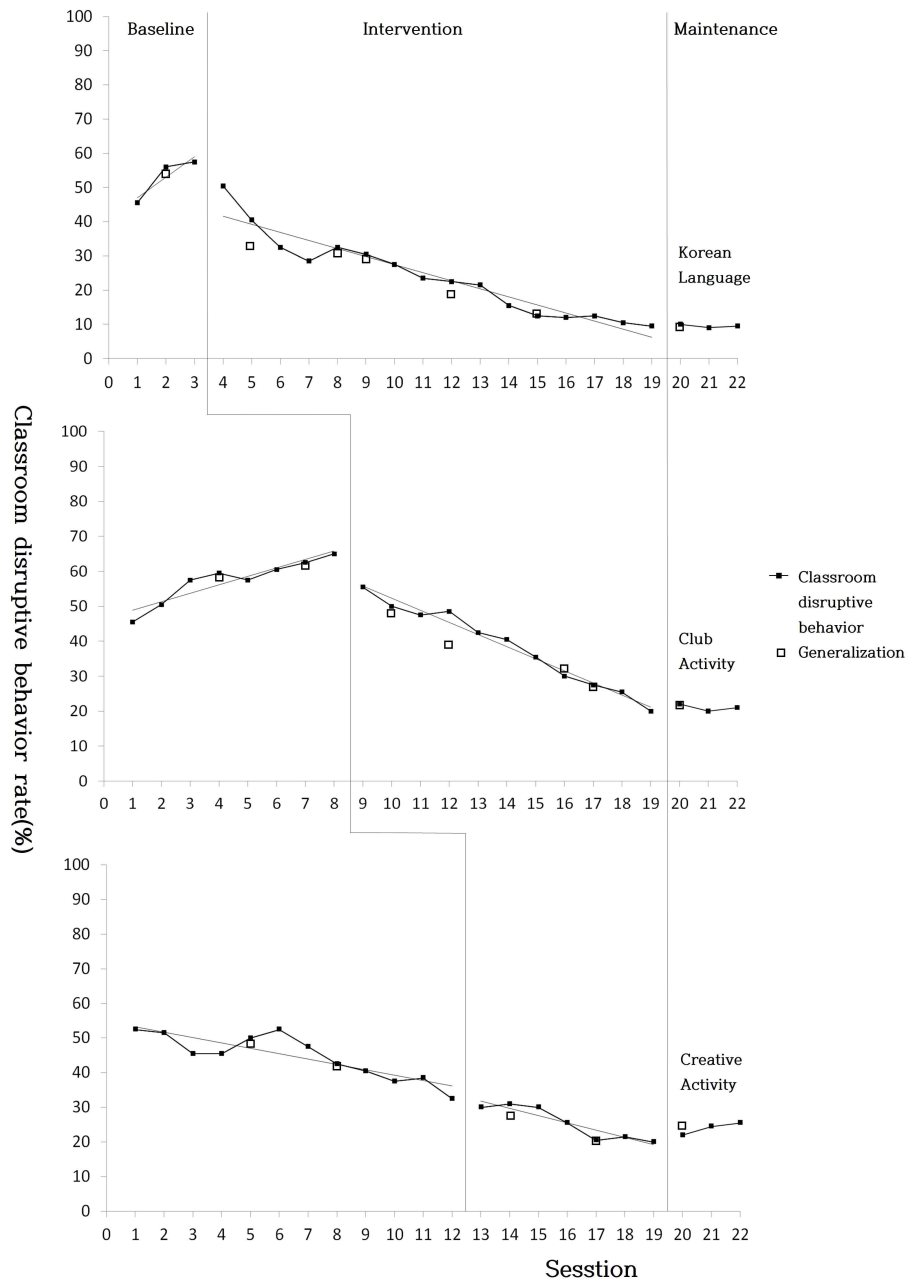 Baseline Intervention Maintenance
100
90
80
70
60
50
40
30
20
10
0
Korean
Language
0 1 2 3 4 5 6 7 8 9 10 11 12 13 14 15 16 17 18 19 20 21 22
Classroom disruptive behavior rate(%)
100
90
80
70
60
50
40
30
20
10
0
Club
Activity
0 1 2 3 4 5 6 7 8 9 10 11 12 13 14 15 16 17 18 19 20 21 22
Classroom
disruptive
behavior
Generalization
100
90
80
70
60
50
40
30
20
10
0
Creative
Activity
0 1 2 3 4 5 6 7 8 9 10 11 12 13 14 15 16 17 18 19 20 21 22
Sesstion